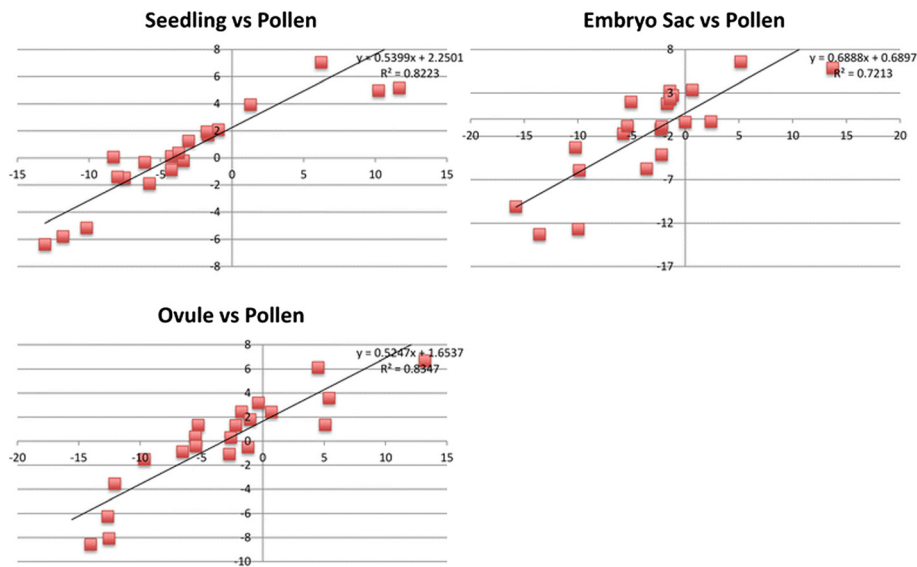 Seedling vs Pollen
8
y = 0.5399x + 2.2501
R² = 0.8223
6
4
2
0
-15 -10 -5 0 5 10 15
-2
-4
-6
-8
Embryo Sac vs Pollen
8
y = 0.6888x + 0.6897
R² = 0.7213
3
-20 -15 -10 -5 0 5 10 15 20
-2
-7
-12
-17
Ovule vs Pollen
8
y = 0.5247x + 1.6537
R² = 0.8347
6
4
2
0
-20 -15 -10 -5 0 5 10 15
-2
-4
-6
-8
-10